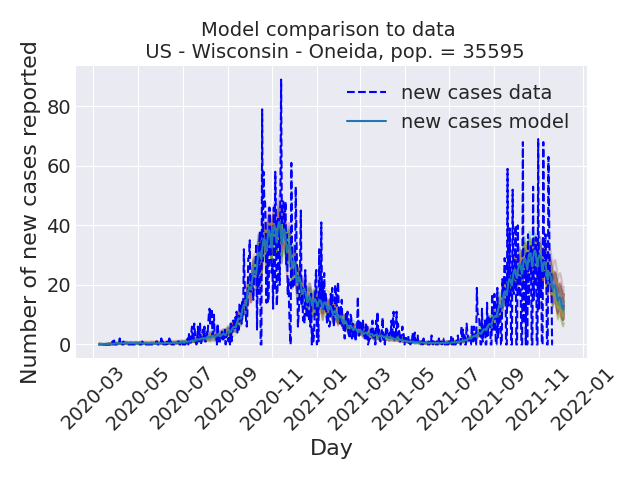 Model comparison to data
US - Wisconsin - Oneida, pop. = 35595
Number of new cases reported
80
60
40
20
0
new cases data
new cases model
2020-03
2020-05
2020-07
2020-09
2020-11
2021-01
2021-03
2021-05
2021-07
2021-09
2021-11
2022-01
Day